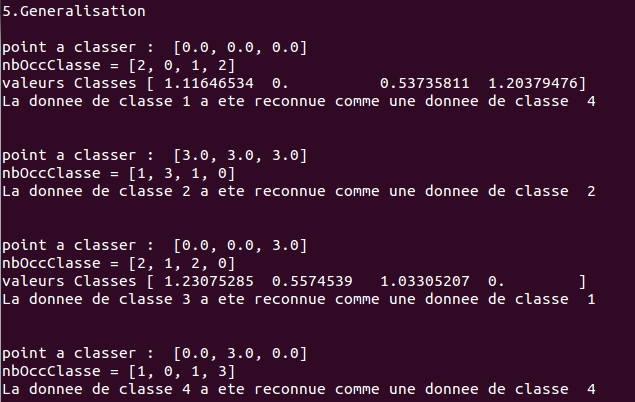 5.Generalisation
point a classer :  [0.0, 0.0, 0.0]
nbOccClasse = [2, 0, 1, 2]
valeurs Classes [ 1.11646534  0.          0.53735811  1.20379476]
La donnee de classe 1 a ete reconnue comme une donnee de classe  4
point a classer :  [3.0, 3.0, 3.0]
nbOccClasse = [1, 3, 1, 0]
La donnee de classe 2 a ete reconnue comme une donnee de classe  2
point a classer :  [0.0, 0.0, 3.0]
nbOccClasse = [2, 1, 2, 0]
valeurs Classes [ 1.23075285  0.5574539   1.03305207  0.        ]
La donnee de classe 3 a ete reconnue comme une donnee de classe  1
point a classer :  [0.0, 3.0, 0.0]
nbOccClasse = [1, 0, 1, 3]
La donnee de classe 4 a ete reconnue comme une donnee de classe  4